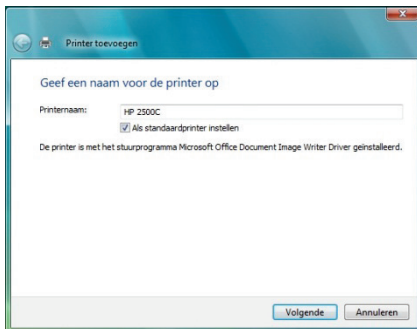 Printer toevoegen
Geef een naam voor de printer op
Printernaam: HP 2500C
Als standaardprinter instellen
De printer is met het stuurprogramma Microsoft Office Document Image Writer Driver geïnstalleerd.
Volgende Annuleren